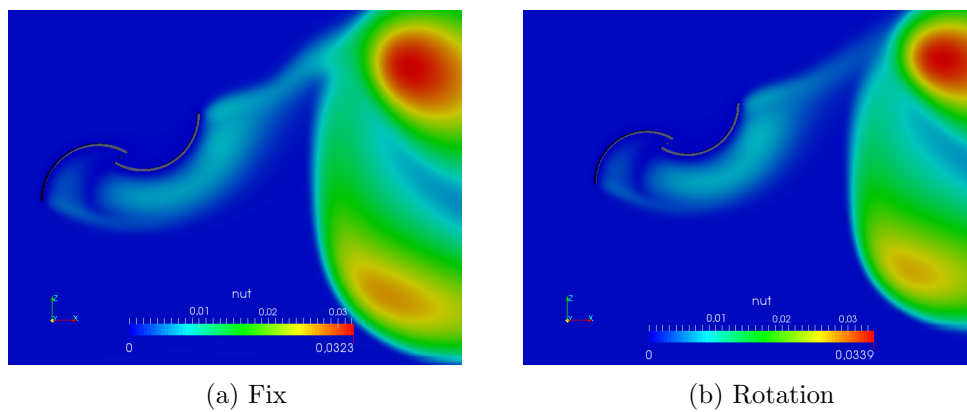 nut
0,01 0,02 0,03
0 0,0323
z
Y x
nut
0,01 0,02 0,03
0 0,0339
z
Y x
(a) Fix
(b) Rotation